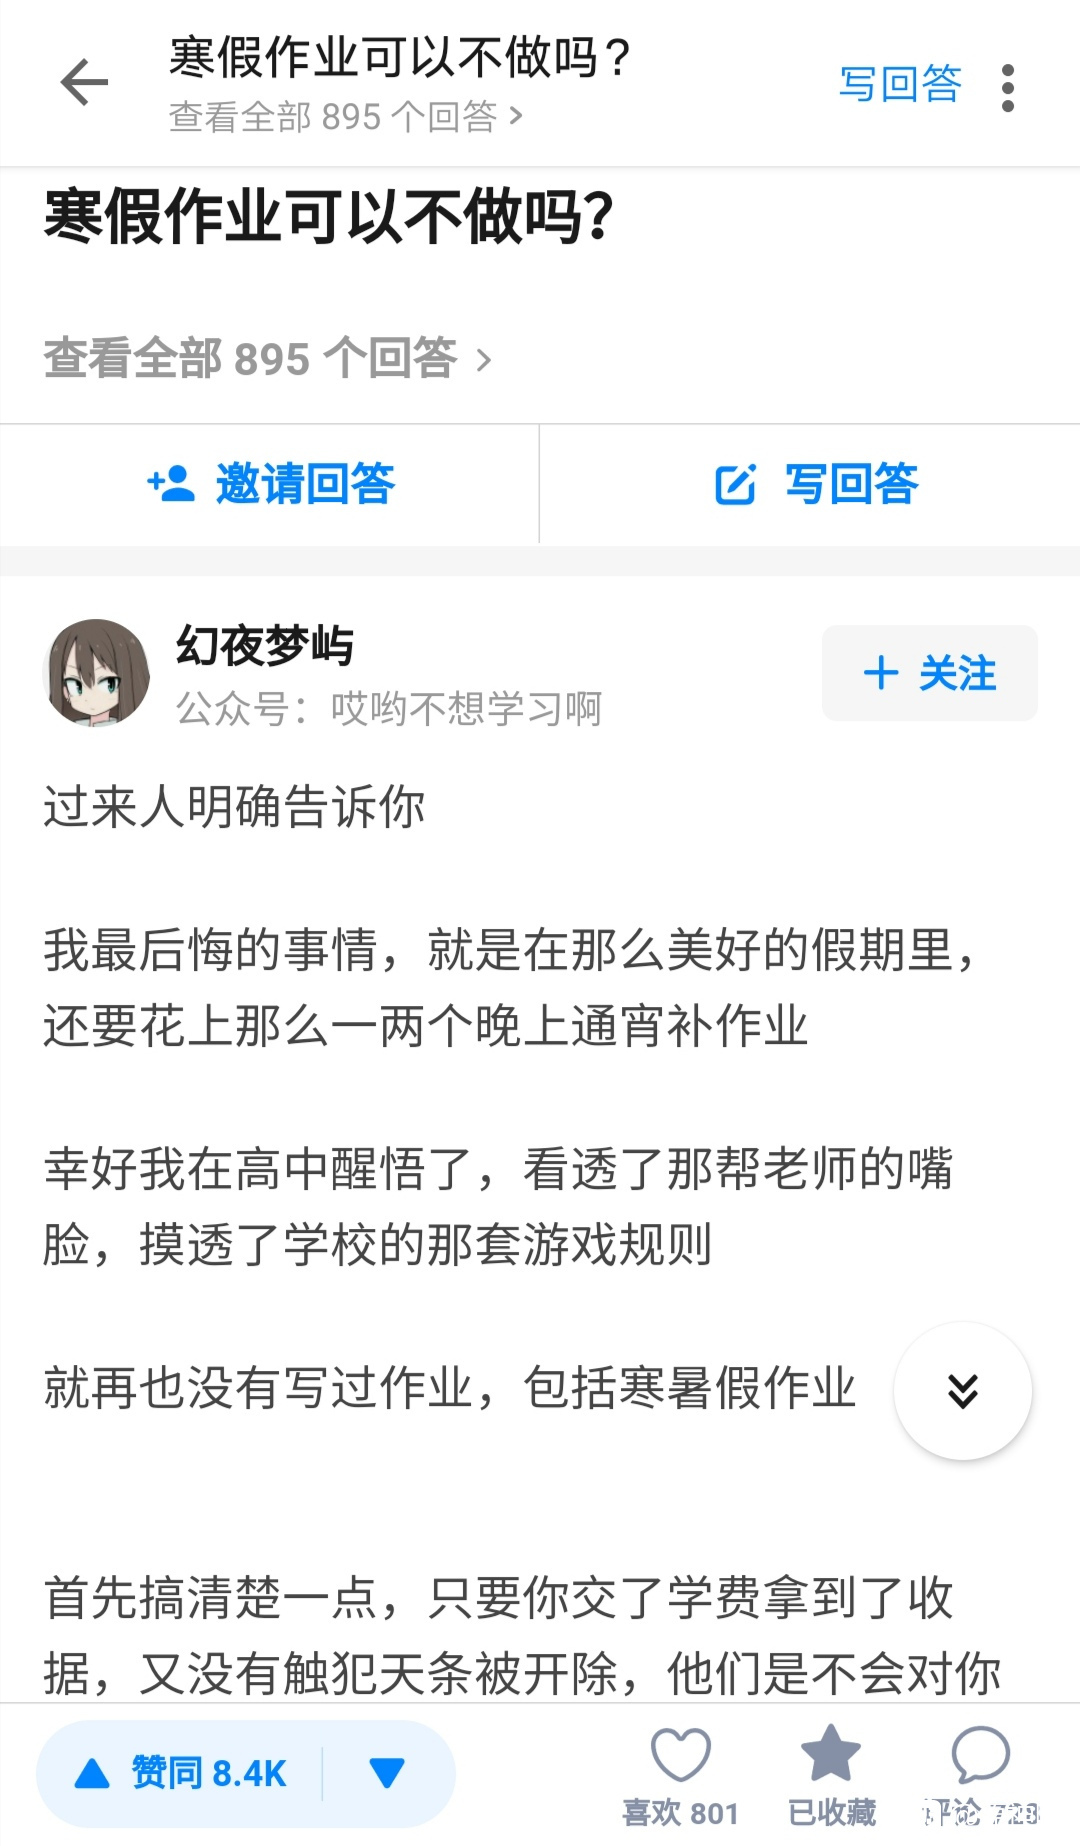 寒假作业可以不做吗?
查看全部 895 个回答 >
写回答
寒假作业可以不做吗?
查看全部 895 个回答 >
邀请回答
写回答
幻夜梦屿
公众号：哎哟不想学习啊
+ 关注
过来人明确告诉你
我最后悔的事情，就是在那么美好的假期里，
还要花上那么一两个晚上通宵补作业
幸好我在高中醒悟了，看透了那帮老师的嘴
脸，摸透了学校的那套游戏规则
就再也没有写过作业，包括寒暑假作业
首先搞清楚一点，只要你交了学费拿到了收
据，又没有触犯天条被开除，他们是不会对你
赞同 8.4K
喜欢 801
已收藏
评论